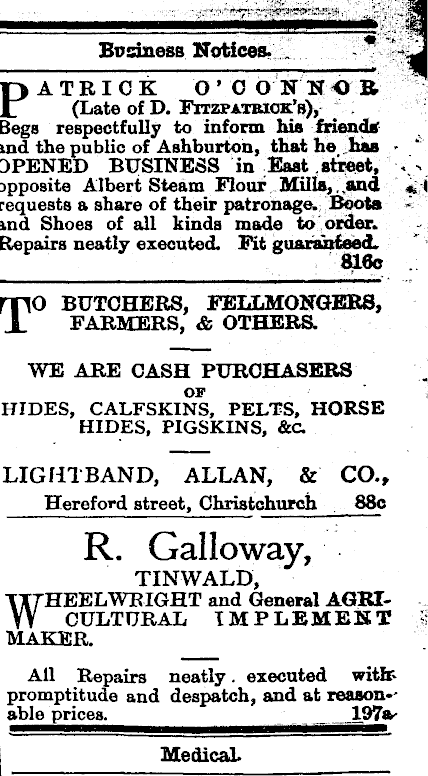 Business Notices.
PATRICK O'CONNOR
(Late of D. FITZPATRICK's),
Begs respectfully to inform his friends
and the public of Ashburton, that he has
OPENED BUSINESS in East street,
opposite Albert Steam Flour Mills, and
requests a share of their patronage. Boots
and Shoes of all kinds made to order.
Repairs neatly executed. Fit guaranteed.
816c
TO BUTCHERS, FELLMONGERS,
FARMERS, & OTHERS.
WE ARE CASH PURCHASERS
OF
HIDES, CALFSKINS, PELTS, HORSE
HIDES, PIGSKINS, &c.
LIGHTBAND, ALLAN, & CO.,
Hereford street, Christchurch 88c
R. Galloway,
TINWALD,
WHEELWRIGHT and General AGRI-
CULTURAL IMPLEMENT
MAKER.
All Repairs neatly executed with
promptitude and despatch, and at reason-
able prices. 197a
Medical.